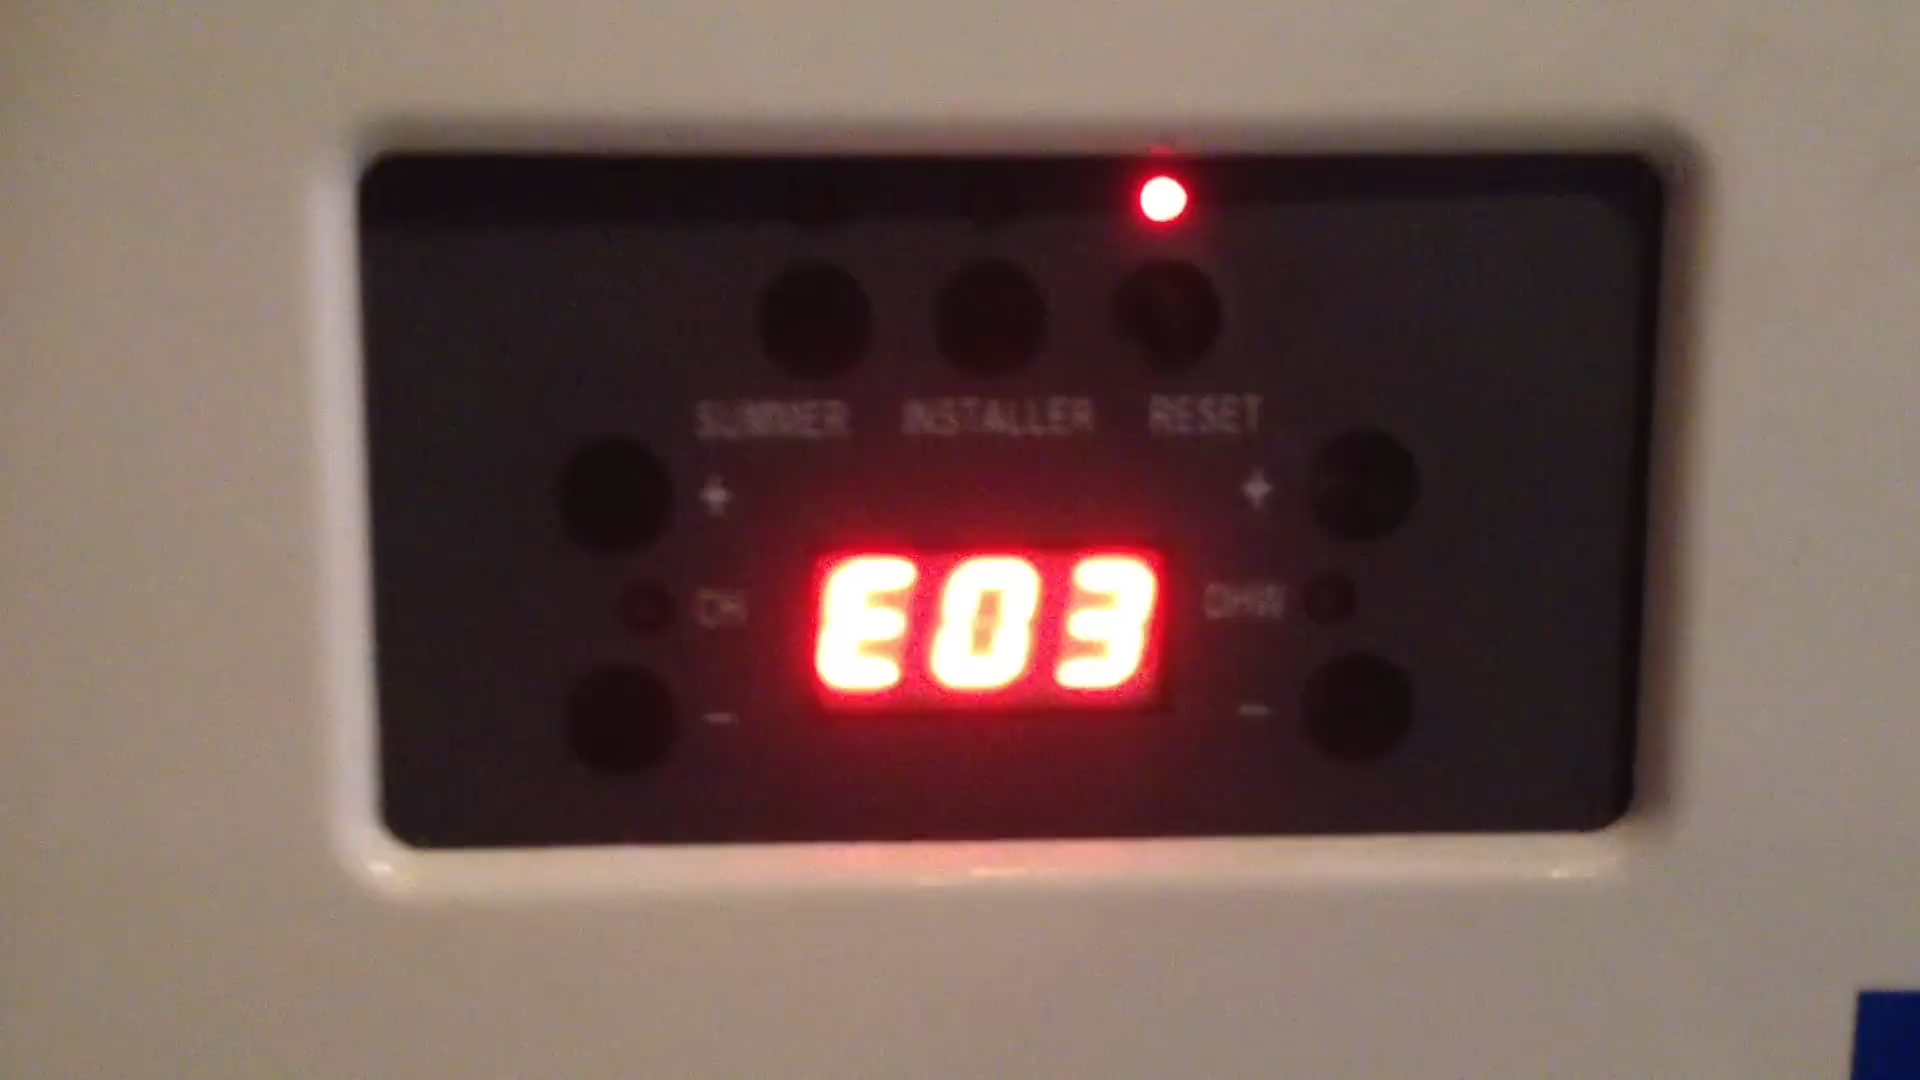 SUMMER INSTALLER RESET
+ +
CH E03 DHW
- -